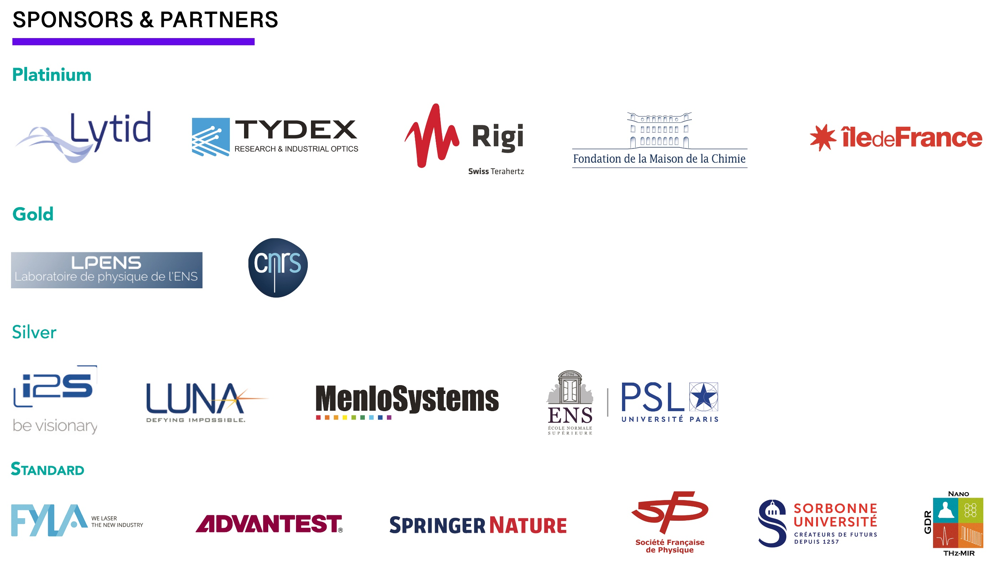 SPONSORS & PARTNERS
Platinium
Lytid
TYDEX
RESEARCH & INDUSTRIAL OPTICS
Rigi
Swiss Terahertz
Fondation de la Maison de la Chimie
îledeFrance
Gold
LPENS
Laboratoire de physique de l'ENS
cnrs
Silver
i2s
be visionary
LUNA
DEFYING IMPOSSIBLE.
MenloSystems
1794
ENS
ÉCOLE NORMALE
SUPÉRIEURE
PSL
UNIVERSITÉ PARIS
STANDARD
FYLA
WE LASER
THE NEW INDUSTRY
ADVANTEST®
SPRINGER NATURE
SFP
Société Française
de Physique
SORBONNE
UNIVERSITÉ
CRÉATEURS DE FUTURS
DEPUIS 1257
NANO
GDR
THz-MIR